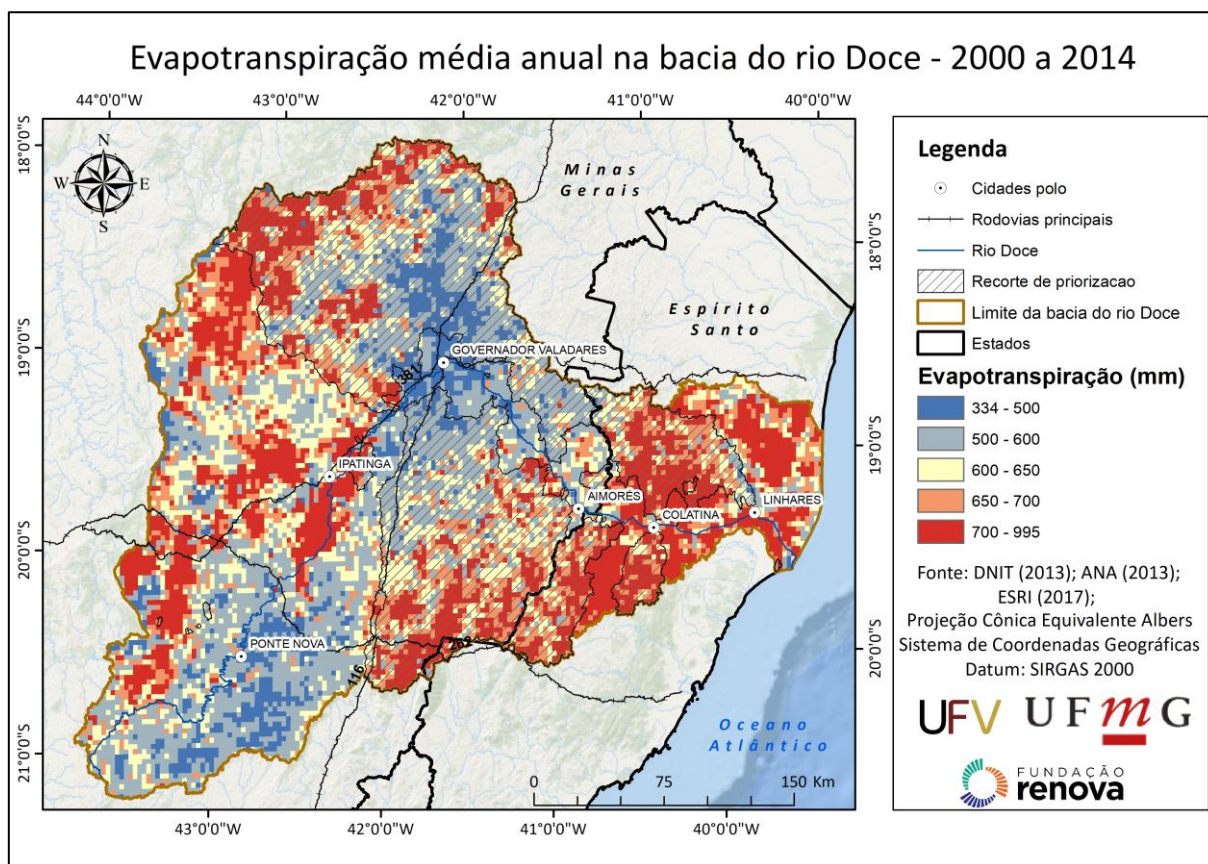 Evapotranspiração média anual na bacia do rio Doce - 2000 a 2014
44°0'0"W
43°0'0"W
42°0'0"W
41°0'0"W
40°0'0"W
18°0'0"S
19°0'0"S
20°0'0"S
21°0'0"S
N
W
E
S
Minas
Gerais
Espírito
Santo
GOVERNADOR VALADARES
381
IPATINGA
AIMORÉS
COLATINA
LINHARES
PONTE NOVA
116
262
Oceano
Atlântico
0
75
150 Km
18°0'0"S
19°0'0"S
20°0'0"S
43°0'0"W
42°0'0"W
41°0'0"W
40°0'0"W
Legenda
Cidades polo
Rodovias principais
Rio Doce
Recorte de priorizacao
Limite da bacia do rio Doce
Estados
Evapotranspiração (mm)
334 - 500
500 - 600
600 - 650
650 - 700
700 - 995
Fonte: DNIT (2013); ANA (2013);
ESRI (2017);
Projeção Cônica Equivalente Albers
Sistema de Coordenadas Geográficas
Datum: SIRGAS 2000
UFV
UFmG
FUNDAÇÃO
renova